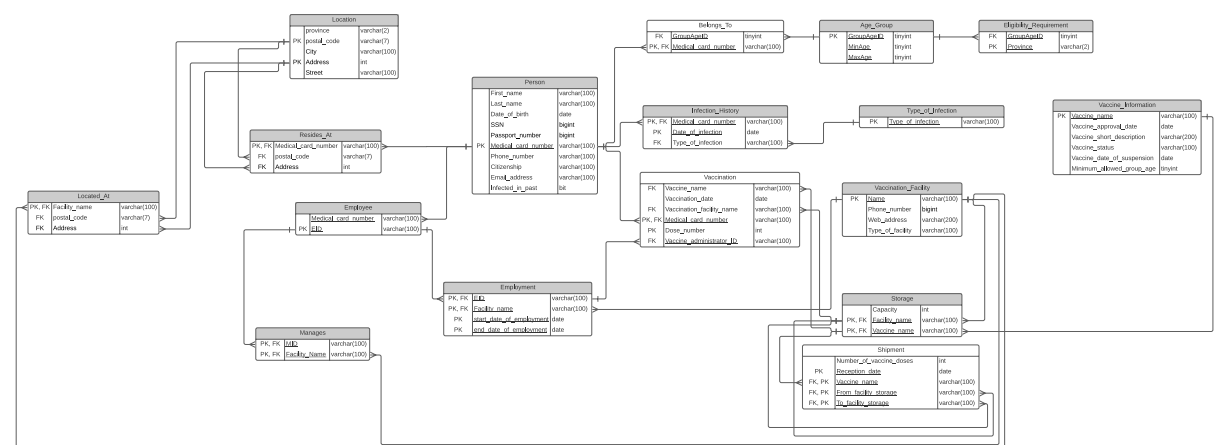 Location
province varchar(2)
PK postal_code varchar(7)
City varchar(100)
PK Address int
Street varchar(100)
Belongs_To
FK GroupAgeID tinyint
PK, FK Medical_card_number varchar(100)
Age_Group
PK GroupAgeID tinyint
MinAge tinyint
MaxAge tinyint
Eligibility_Requirement
FK GroupAgeID tinyint
PK Province varchar(2)
Person
First_name varchar(100)
Last_name varchar(100)
Date_of_birth date
SSN bigint
Passport_number bigint
PK Medical_card_number varchar(100)
Phone_number varchar(100)
Citizenship varchar(100)
Email_address varchar(100)
Infected_in_past bit
Infection_History
PK, FK Medical_card_number varchar(100)
PK Date_of_infection date
FK Type_of_infection varchar(100)
Type_of_Infection
PK Type_of_infection varchar(100)
Vaccine_Information
PK Vaccine_name varchar(100)
Vaccine_approval_date date
Vaccine_short_description varchar(200)
Vaccine_status varchar(100)
Vaccine_date_of_suspension date
Minimum_allowed_group_age tinyint
Resides_At
PK, FK Medical_card_number varchar(100)
FK postal_code varchar(7)
FK Address int
Located_At
PK, FK Facility_name varchar(100)
FK postal_code varchar(7)
FK Address int
Employee
Medical_card_number varchar(100)
PK EID varchar(100)
Vaccination
FK Vaccine_name varchar(100)
Vaccination_date date
FK Vaccination_facility_name varchar(100)
PK, FK Medical_card_number varchar(100)
PK Dose_number int
FK Vaccine_administrator_ID varchar(100)
Vaccination_Facility
PK Name varchar(100)
Phone_number bigint
Web_address varchar(200)
Type_of_facility varchar(100)
Employment
PK, FK EID varchar(100)
PK, FK Facility_name varchar(100)
PK start_date_of_employment date
PK end_date_of_employment date
Storage
Capacity int
PK, FK Facility_name varchar(100)
PK, FK Vaccine_name varchar(100)
Manages
PK, FK MID varchar(100)
PK, FK Facility_Name varchar(100)
Shipment
Number_of_vaccine_doses int
PK Reception_date date
FK, PK Vaccine_name varchar(100)
FK, PK From_facility_storage varchar(100)
FK, PK To_facility_storage varchar(100)